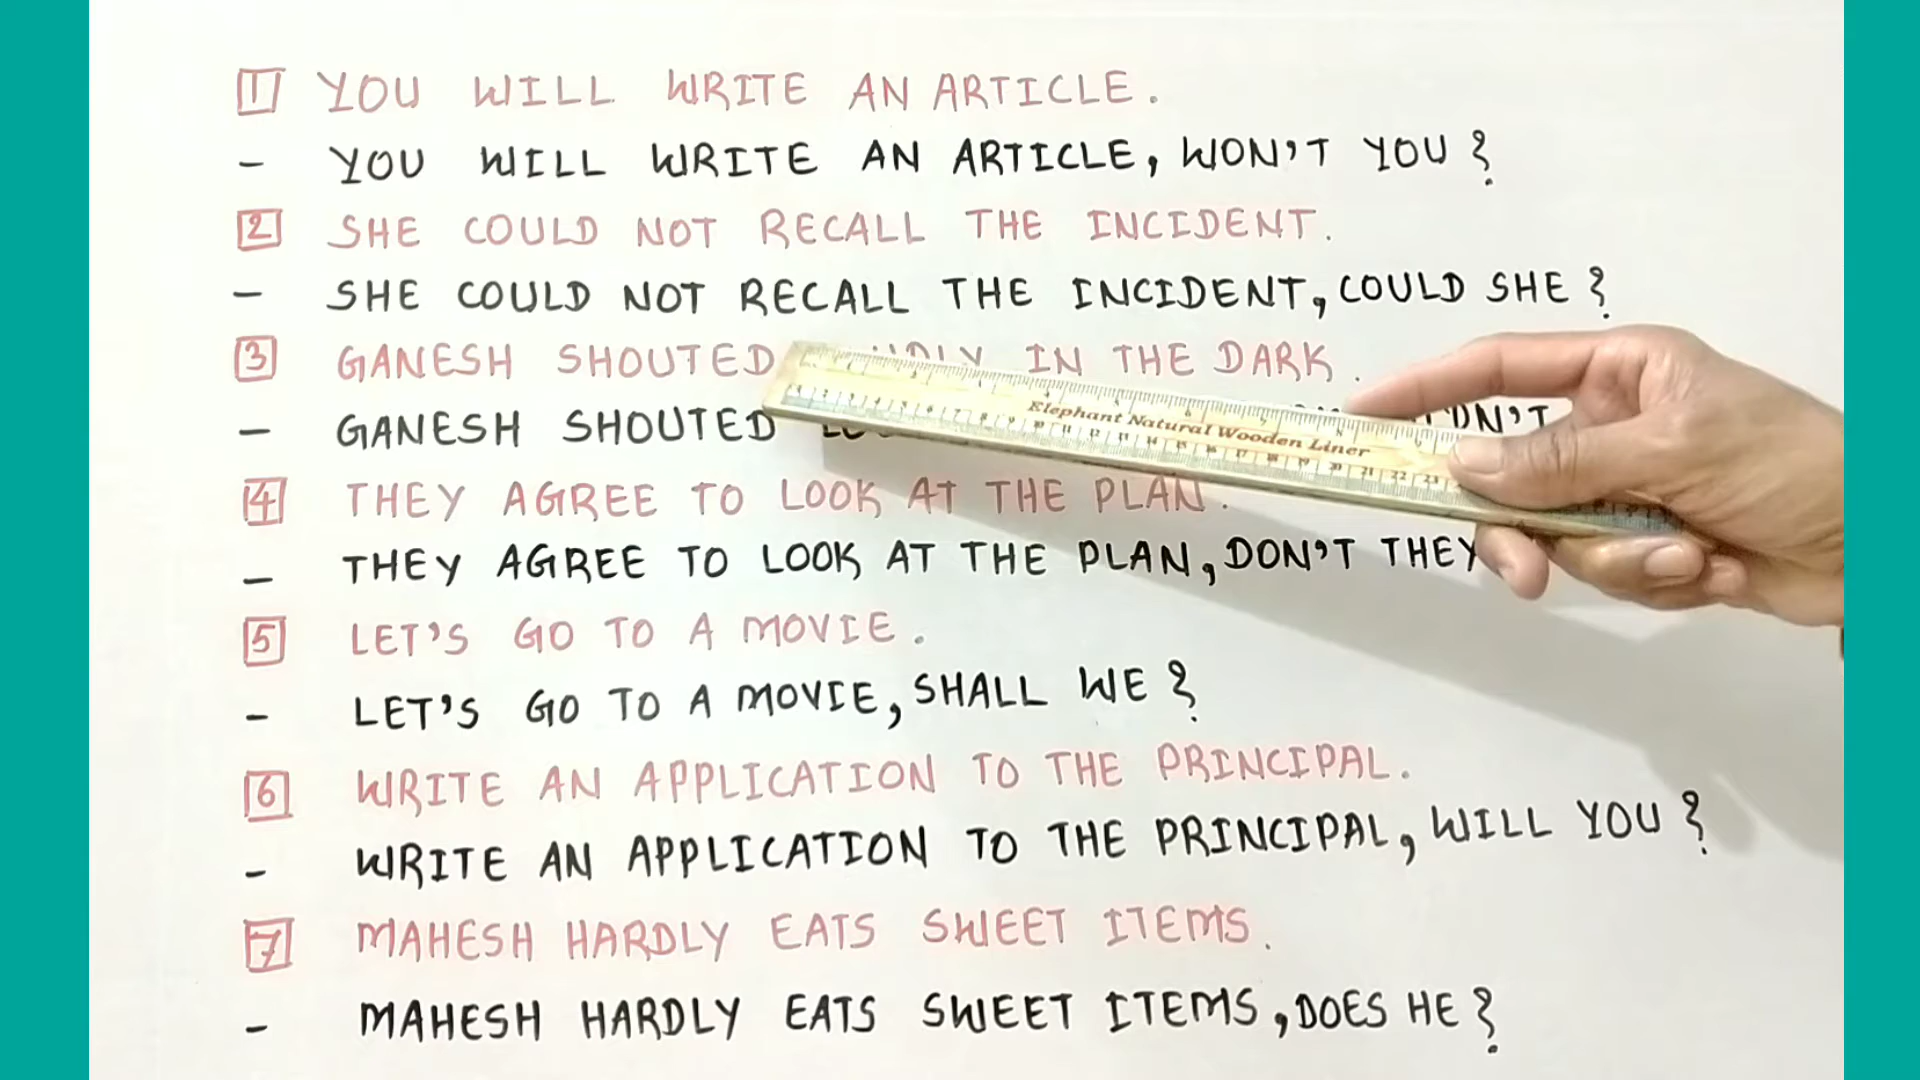 1 YOU WILL WRITE AN ARTICLE.
- YOU WILL WRITE AN ARTICLE, WON'T YOU?
2 SHE COULD NOT RECALL THE INCIDENT.
- SHE COULD NOT RECALL THE INCIDENT, COULD SHE?
3 GANESH SHOUTED IN THE DARK.
Elephant Natural Wooden Liner
- GANESH SHOUTED
4 THEY AGREE TO LOOK AT THE PLAN.
- THEY AGREE TO LOOK AT THE PLAN, DON'T THEY
5 LET'S GO TO A MOVIE.
- LET'S GO TO A MOVIE, SHALL WE?
6 WRITE AN APPLICATION TO THE PRINCIPAL.
- WRITE AN APPLICATION TO THE PRINCIPAL, WILL YOU?
7 MAHESH HARDLY EATS SWEET ITEMS.
- MAHESH HARDLY EATS SWEET ITEMS, DOES HE?